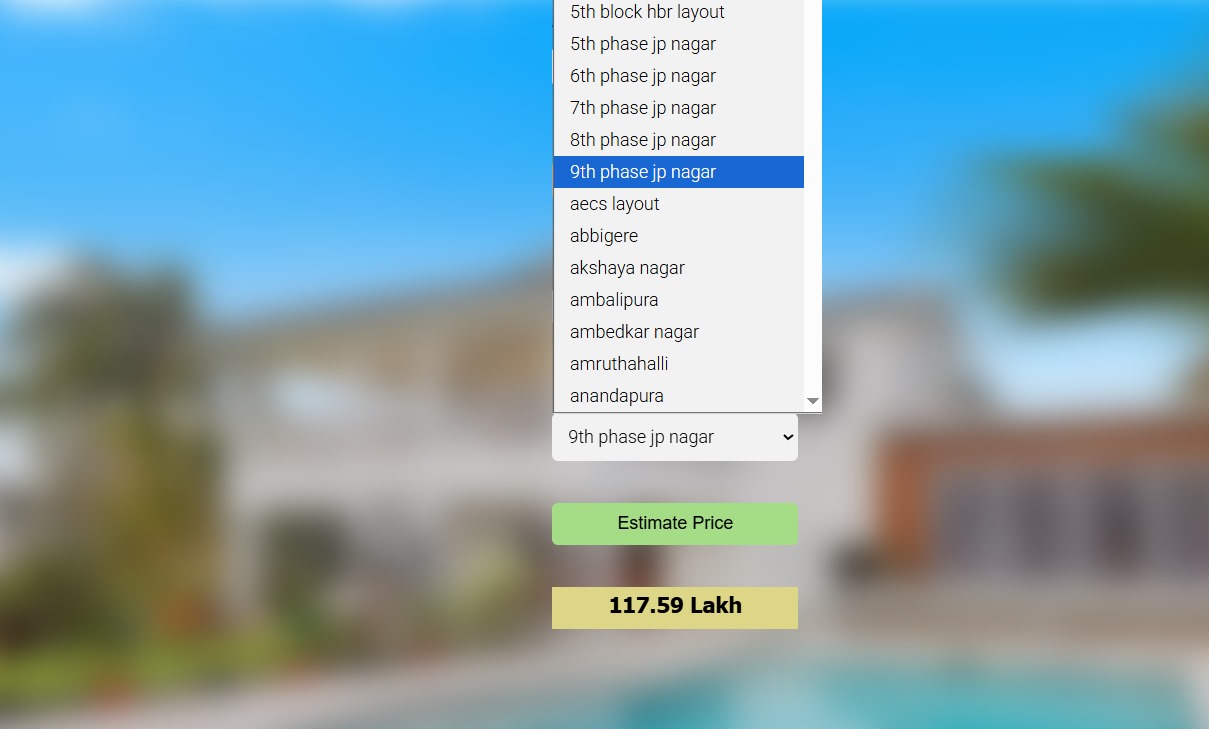 5th block hbr layout
5th phase jp nagar
6th phase jp nagar
7th phase jp nagar
8th phase jp nagar
9th phase jp nagar
aecs layout
abbigere
akshaya nagar
ambalipura
ambedkar nagar
amruthahalli
anandapura
9th phase jp nagar
Estimate Price
117.59 Lakh